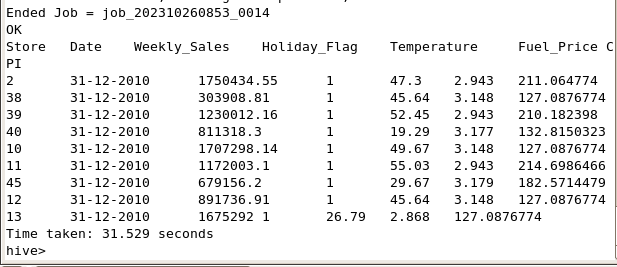 Ended Job = job_202310260853_0014
OK
Store Date Weekly_Sales Holiday_Flag Temperature Fuel_Price C
PI
2 31-12-2010 1750434.55 1 47.3 2.943 211.064774
38 31-12-2010 303908.81 1 45.64 3.148 127.0876774
39 31-12-2010 1230012.16 1 52.45 2.943 210.182398
40 31-12-2010 811318.3 1 19.29 3.177 132.8150323
10 31-12-2010 1707298.14 1 49.67 3.148 127.0876774
11 31-12-2010 1172003.1 1 55.03 2.943 214.6986466
45 31-12-2010 679156.2 1 29.67 3.179 182.5714479
12 31-12-2010 891736.91 1 45.64 3.148 127.0876774
13 31-12-2010 1675292 1 26.79 2.868 127.0876774
Time taken: 31.529 seconds
hive>